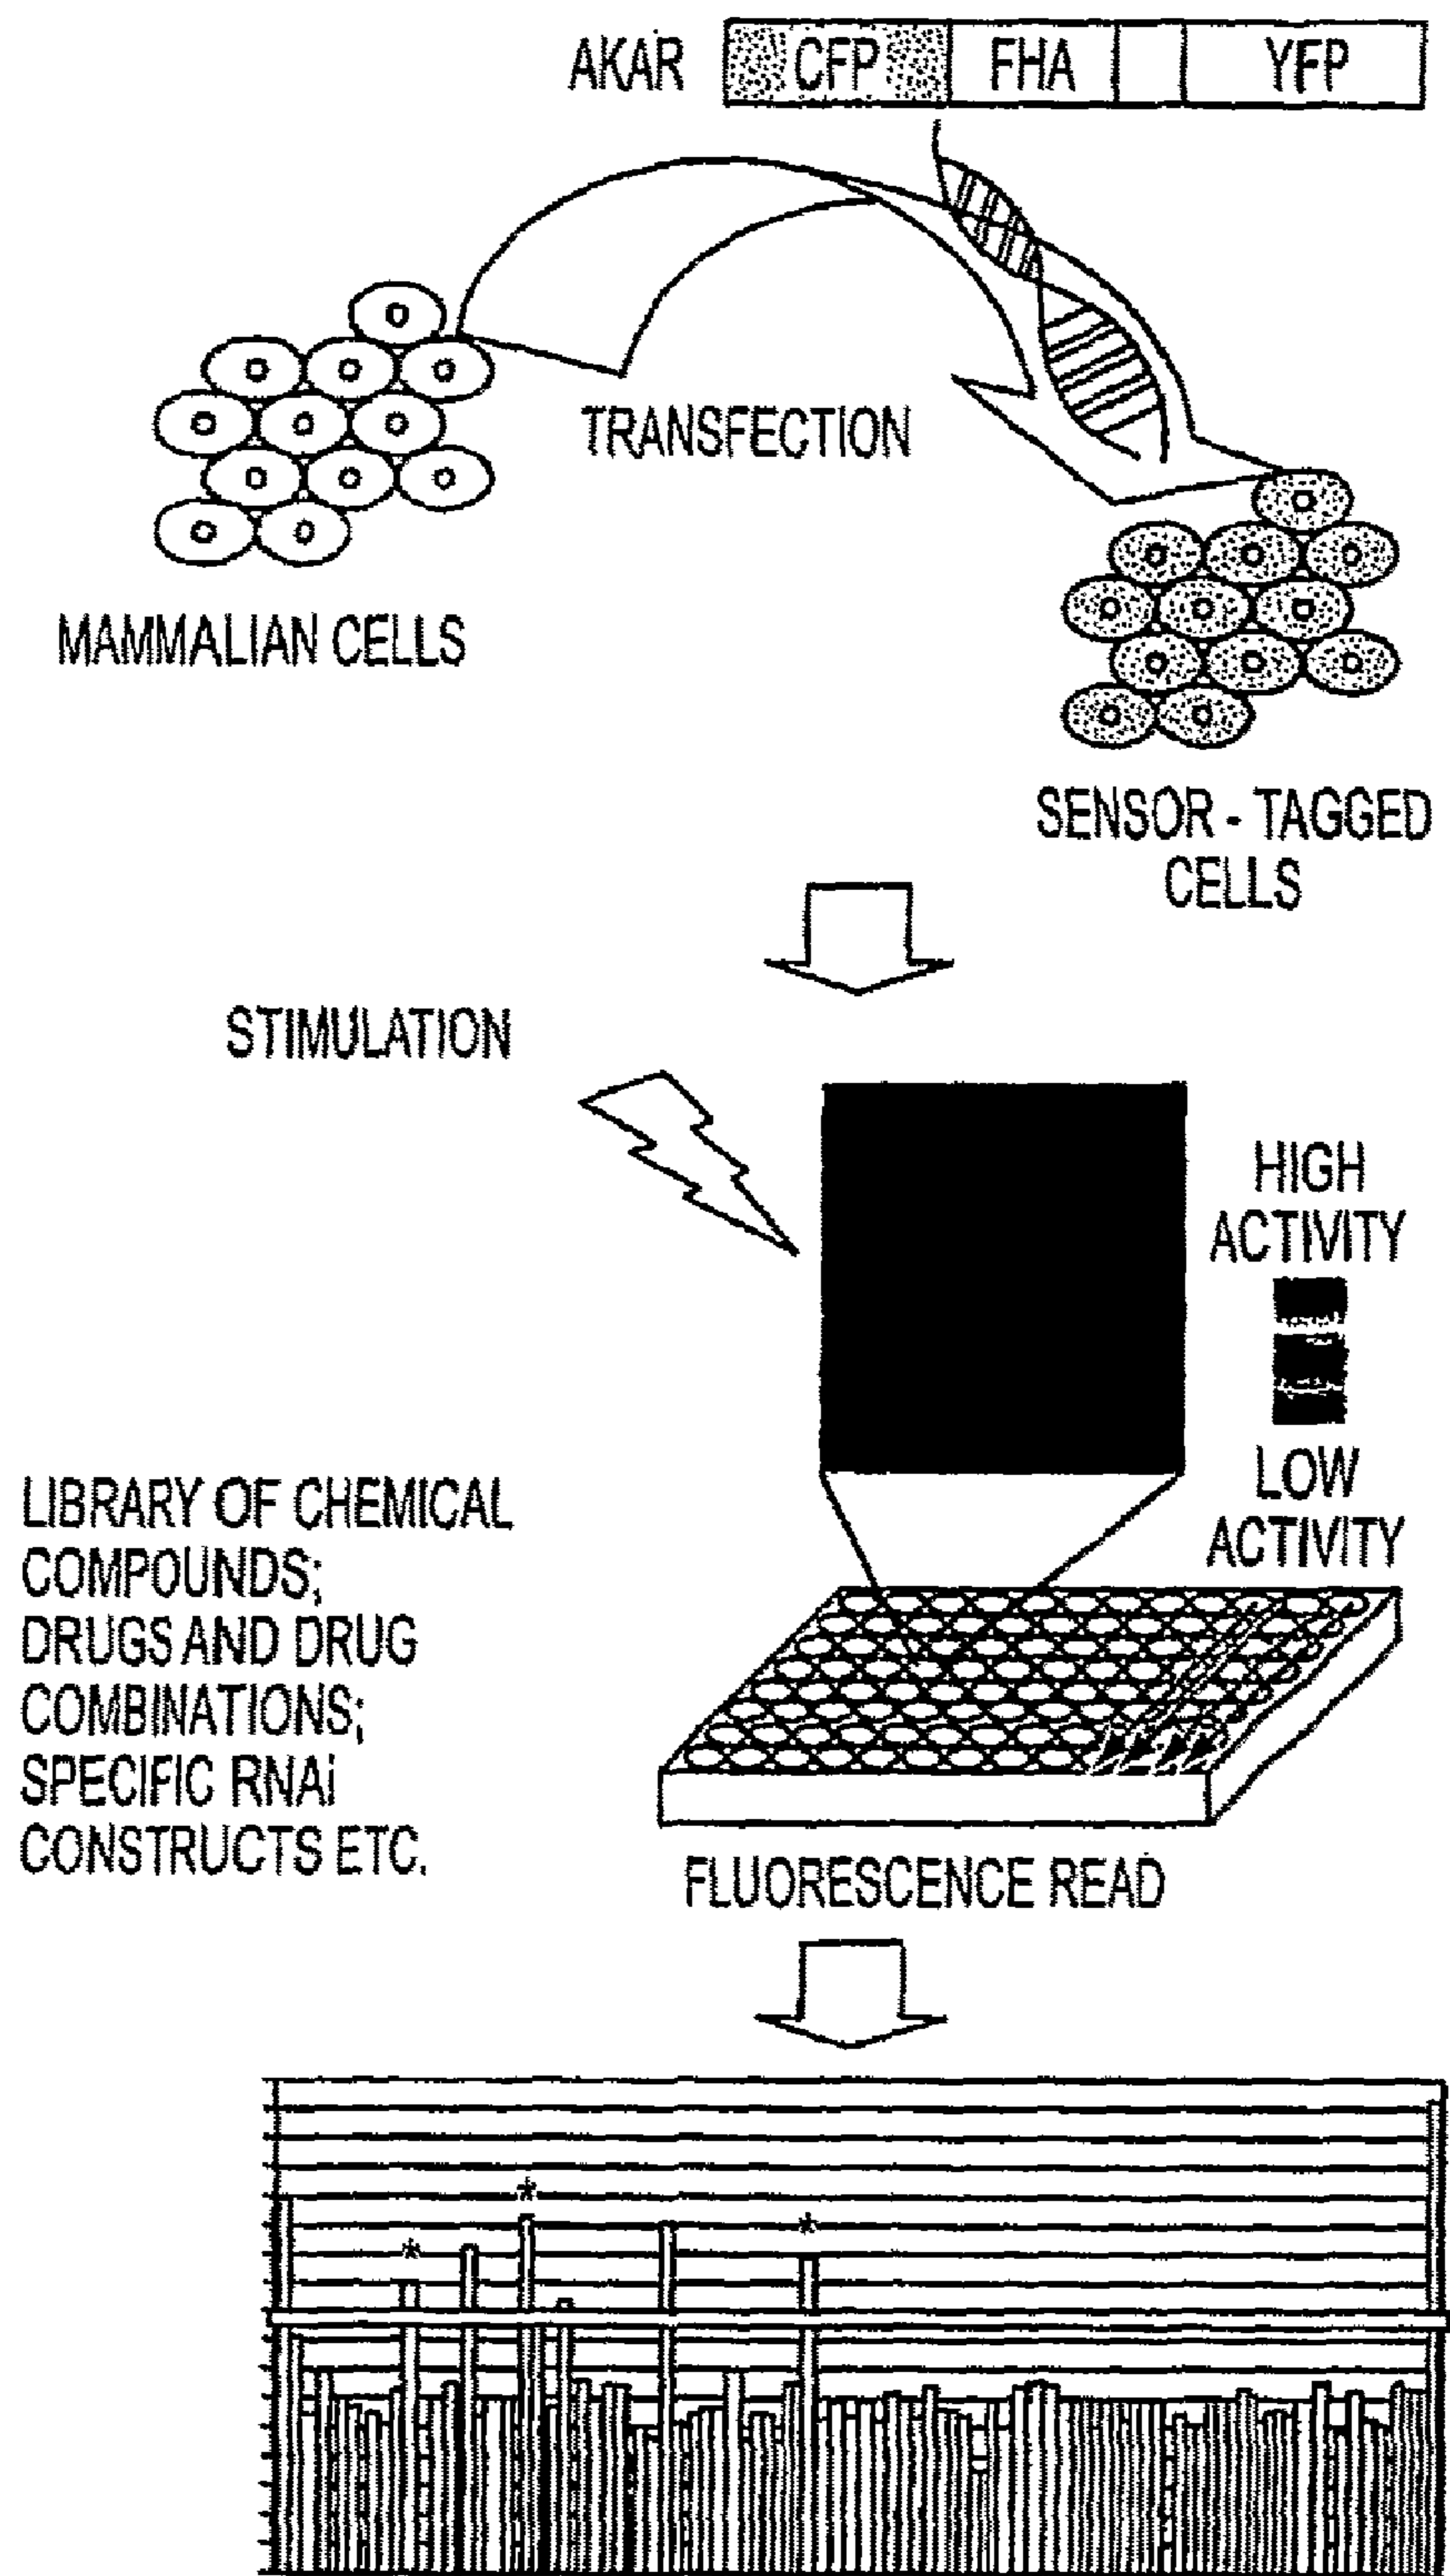 AKAR CFP FHA YFP
TRANSFECTION
MAMMALIAN CELLS
SENSOR - TAGGED
CELLS
STIMULATION
HIGH
ACTIVITY
LOW
ACTIVITY
LIBRARY OF CHEMICAL
COMPOUNDS;
DRUGS AND DRUG
COMBINATIONS;
SPECIFIC RNAi
CONSTRUCTS ETC.
FLUORESCENCE READ
* * *